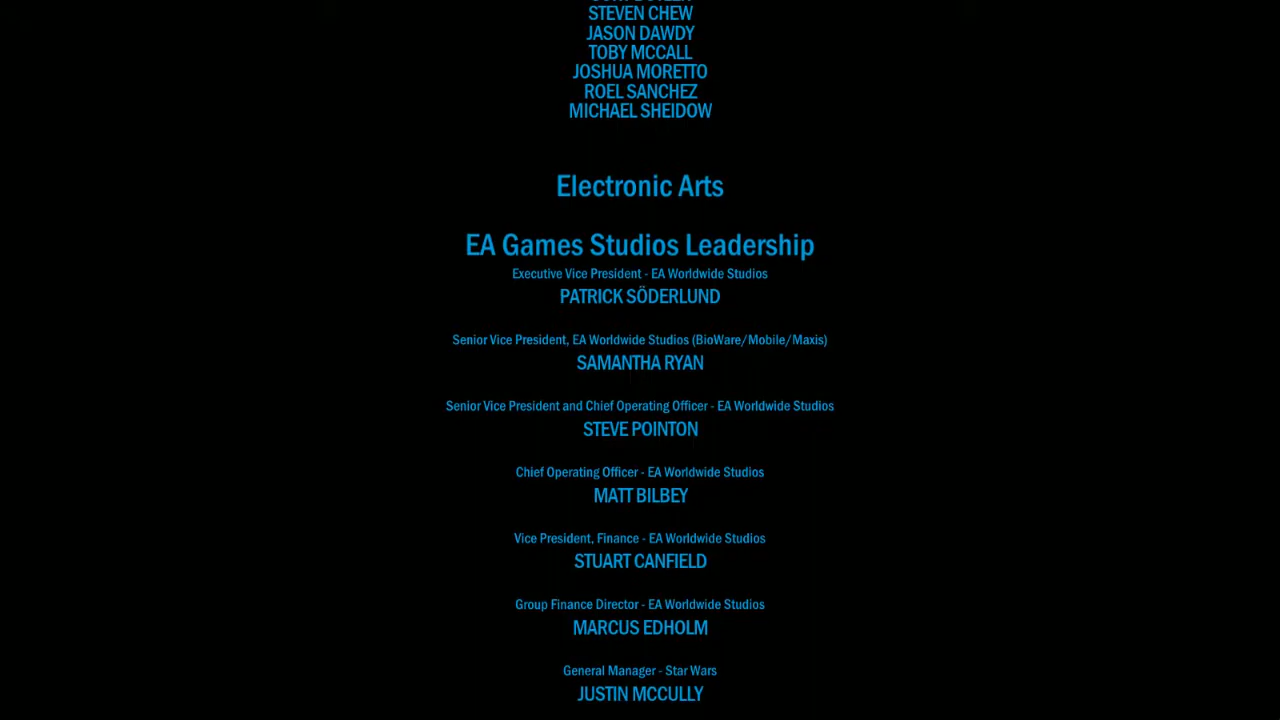 STEVEN CHEW
JASON DAWDY
TOBY MCCALL
JOSHUA MORETTO
ROEL SANCHEZ
MICHAEL SHEIDOW
Electronic Arts
EA Games Studios Leadership
Executive Vice President - EA Worldwide Studios
PATRICK SÖDERLUND
Senior Vice President, EA Worldwide Studios (BioWare/Mobile/Maxis)
SAMANTHA RYAN
Senior Vice President and Chief Operating Officer - EA Worldwide Studios
STEVE POINTON
Chief Operating Officer - EA Worldwide Studios
MATT BILBEY
Vice President, Finance - EA Worldwide Studios
STUART CANFIELD
Group Finance Director - EA Worldwide Studios
MARCUS EDHOLM
General Manager - Star Wars
JUSTIN MCCULLY